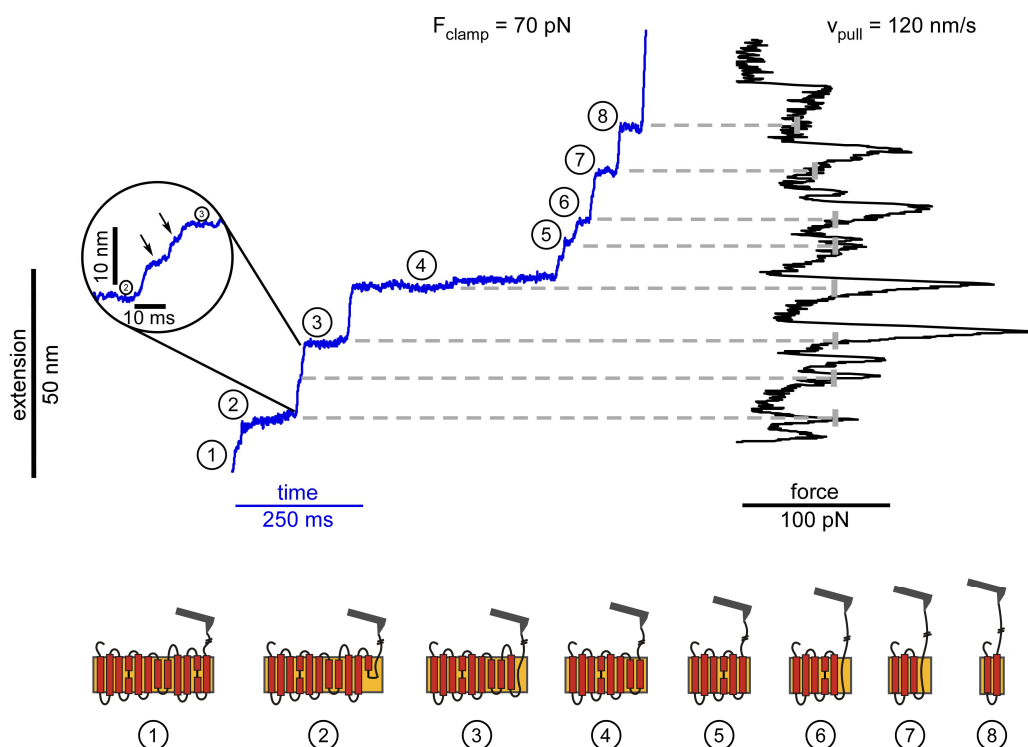 F_clamp = 70 pN
v_pull = 120 nm/s
8
7
6
5
4
3
2
1
3
2
10 nm
10 ms
extension
50 nm
time
250 ms
force
100 pN
1
2
3
4
5
6
7
8